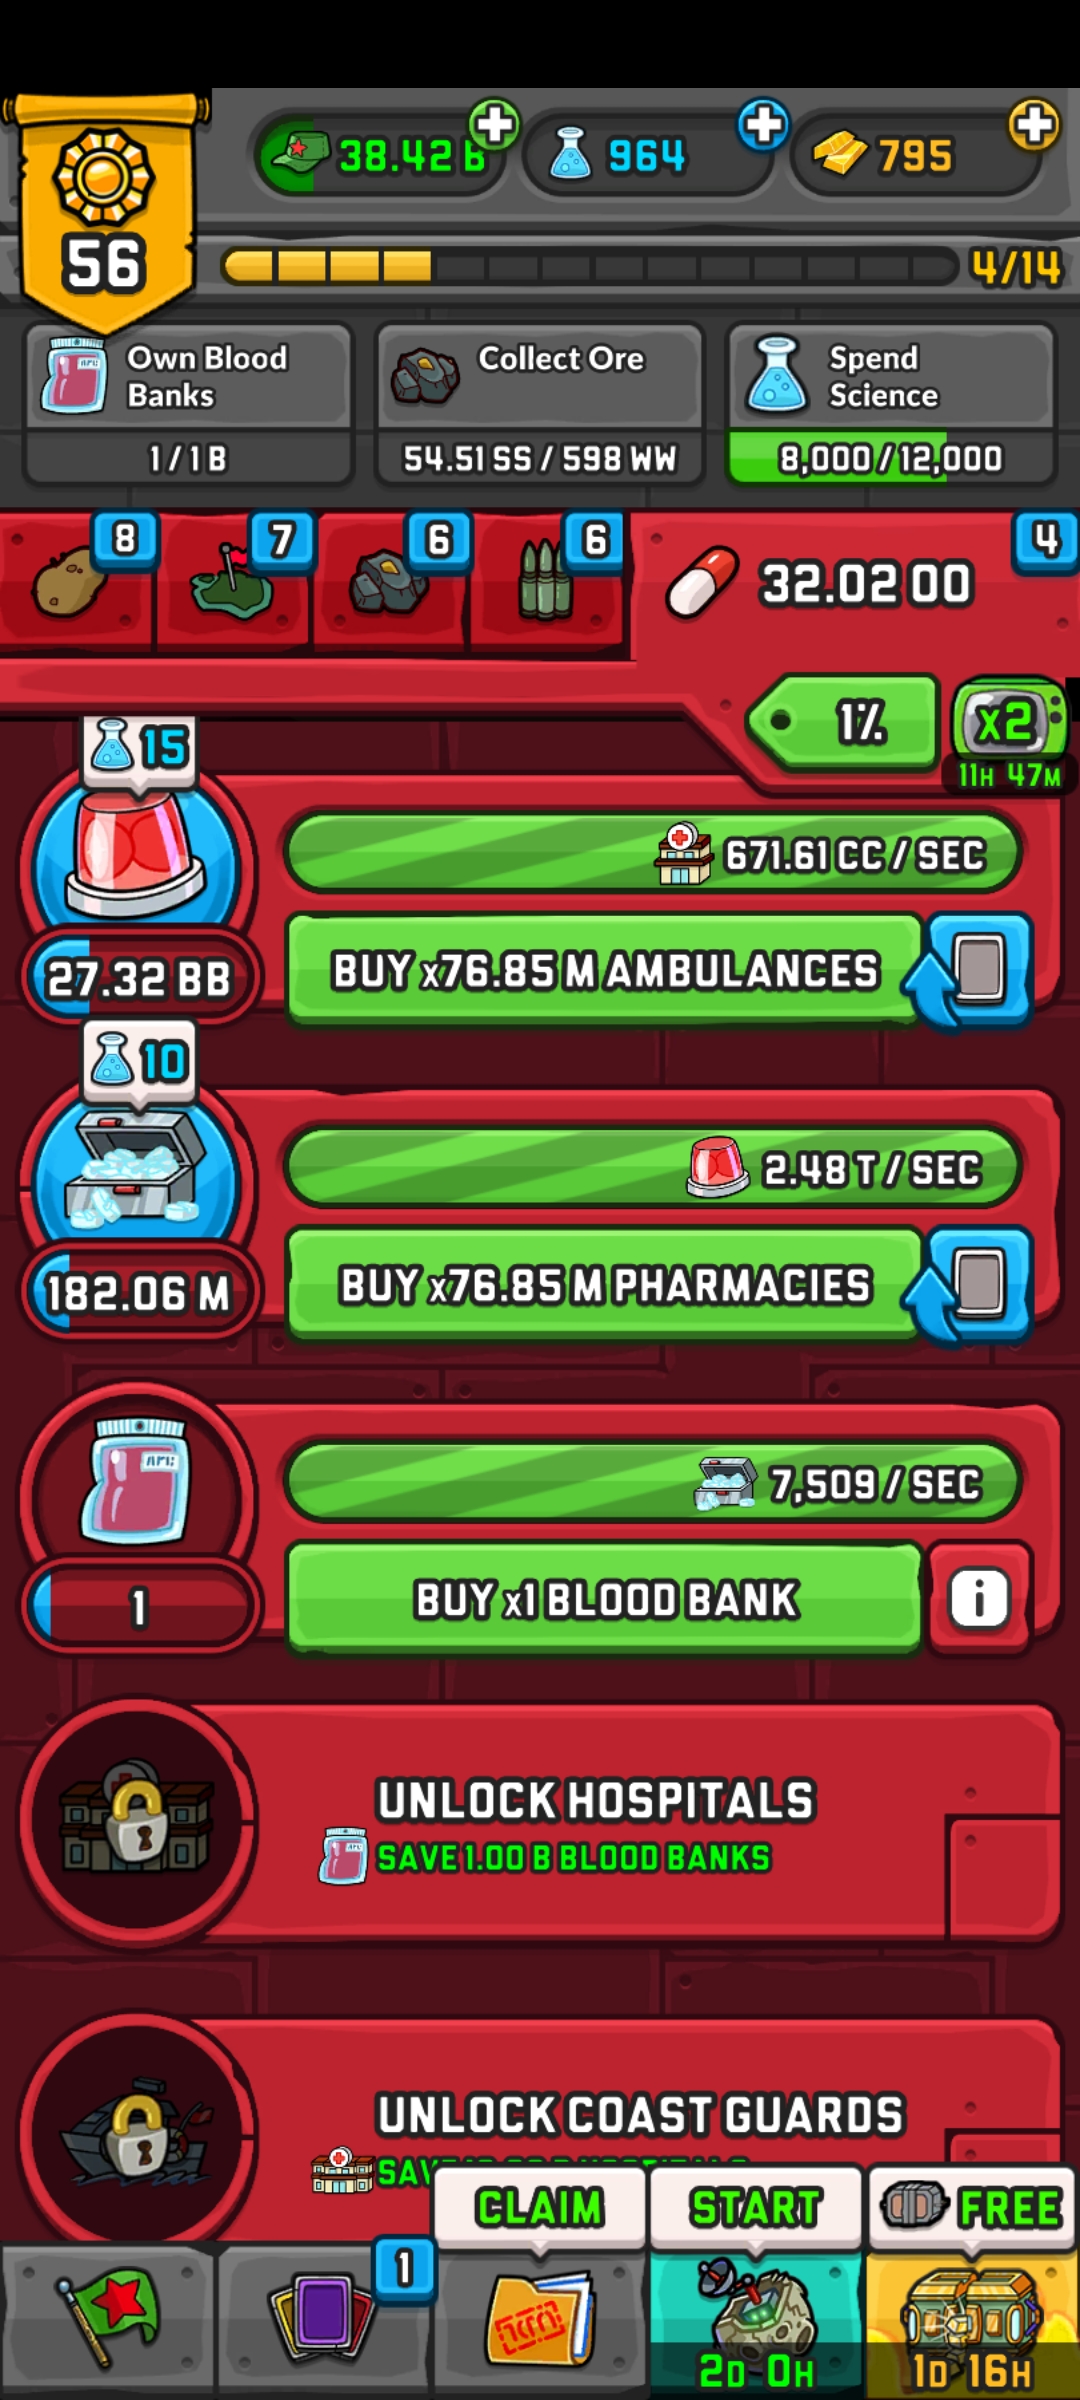 38.42 B
964
795
56
4/14
Own Blood
Banks
1 / 1 B
Collect Ore
54.51 SS / 598 WW
Spend
Science
8,000 / 12,000
8
7
6
6
4
32.02 OO
1%
x2
11H 47M
15
671.61 CC / SEC
27.32 BB
BUY x76.85 M AMBULANCES
10
2.48 T / SEC
182.06 M
BUY x76.85 M PHARMACIES
7,509 / SEC
1
BUY x1 BLOOD BANK
i
UNLOCK HOSPITALS
SAVE 1.00 B BLOOD BANKS
UNLOCK COAST GUARDS
CLAIM
START
FREE
1
2D 0H
1D 16H